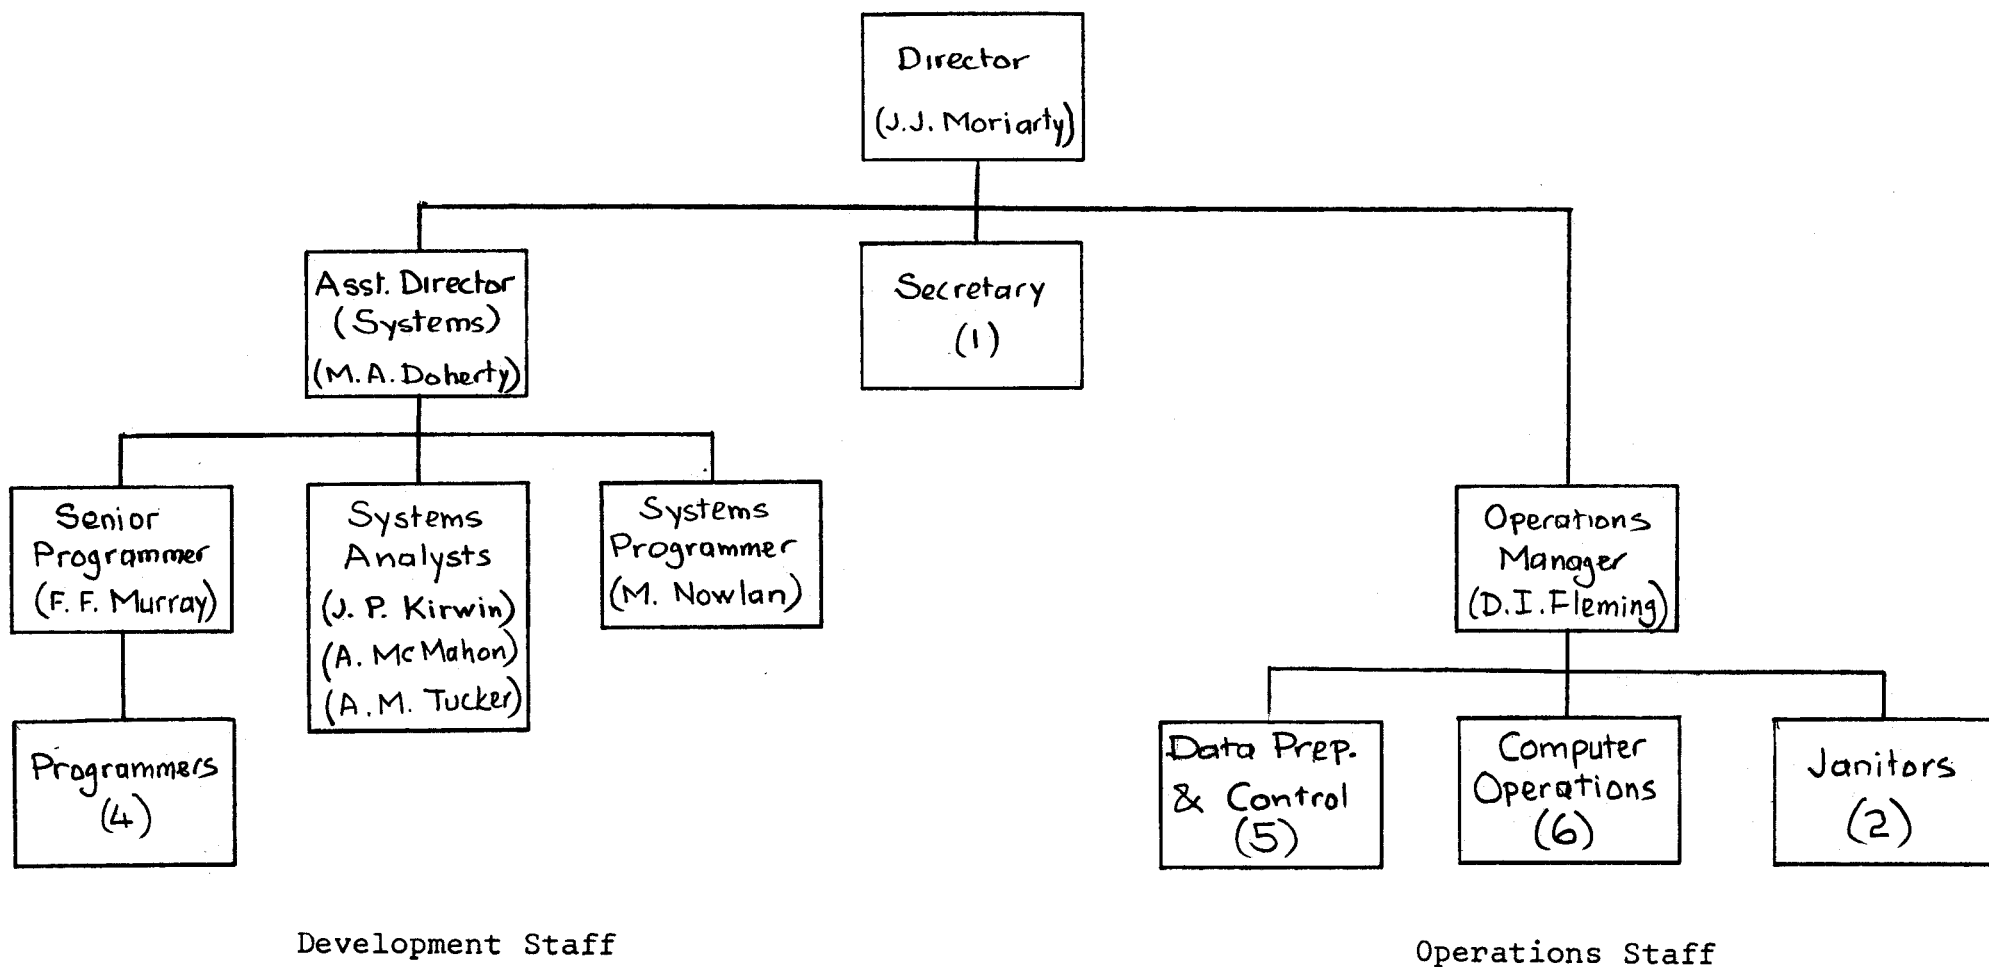 Director
(J.J. Moriarty)
Asst. Director
(Systems)
(M.A. Doherty)
Secretary
(1)
Senior
Programmer
(F. F. Murray)
Systems
Analysts
(J. P. Kirwin)
(A. McMahon)
(A.M. Tucker)
Systems
Programmer
(M. Nowlan)
Operations
Manager
(D.I. Fleming)
Programmers
(4)
Data Prep.
& Control
(5)
Computer
Operations
(6)
Janitors
(2)
Development Staff
Operations Staff